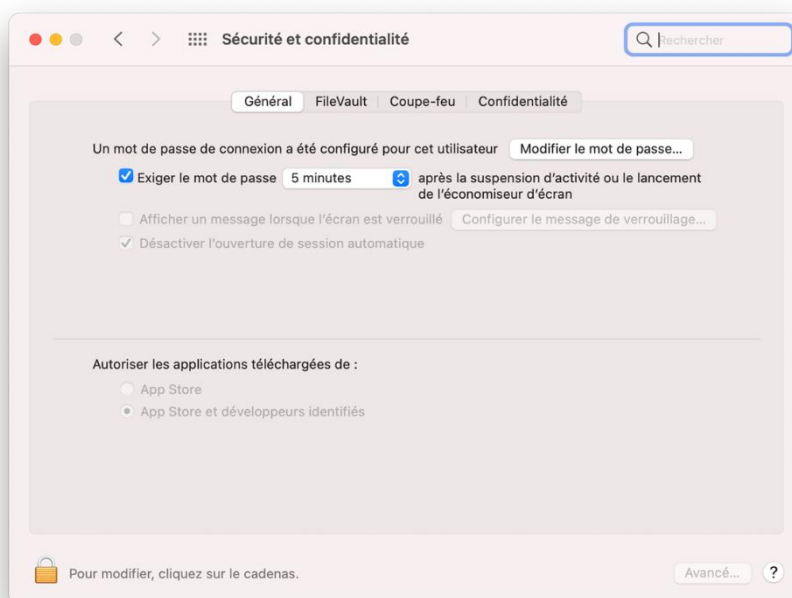 Sécurité et confidentialité
Rechercher
Général FileVault Coupe-feu Confidentialité
Un mot de passe de connexion a été configuré pour cet utilisateur Modifier le mot de passe...
Exiger le mot de passe 5 minutes après la suspension d'activité ou le lancement
de l'économiseur d'écran
Afficher un message lorsque l'écran est verrouillé Configurer le message de verrouillage...
Désactiver l'ouverture de session automatique
Autoriser les applications téléchargées de :
App Store
App Store et développeurs identifiés
Pour modifier, cliquez sur le cadenas.
Avancé... ?